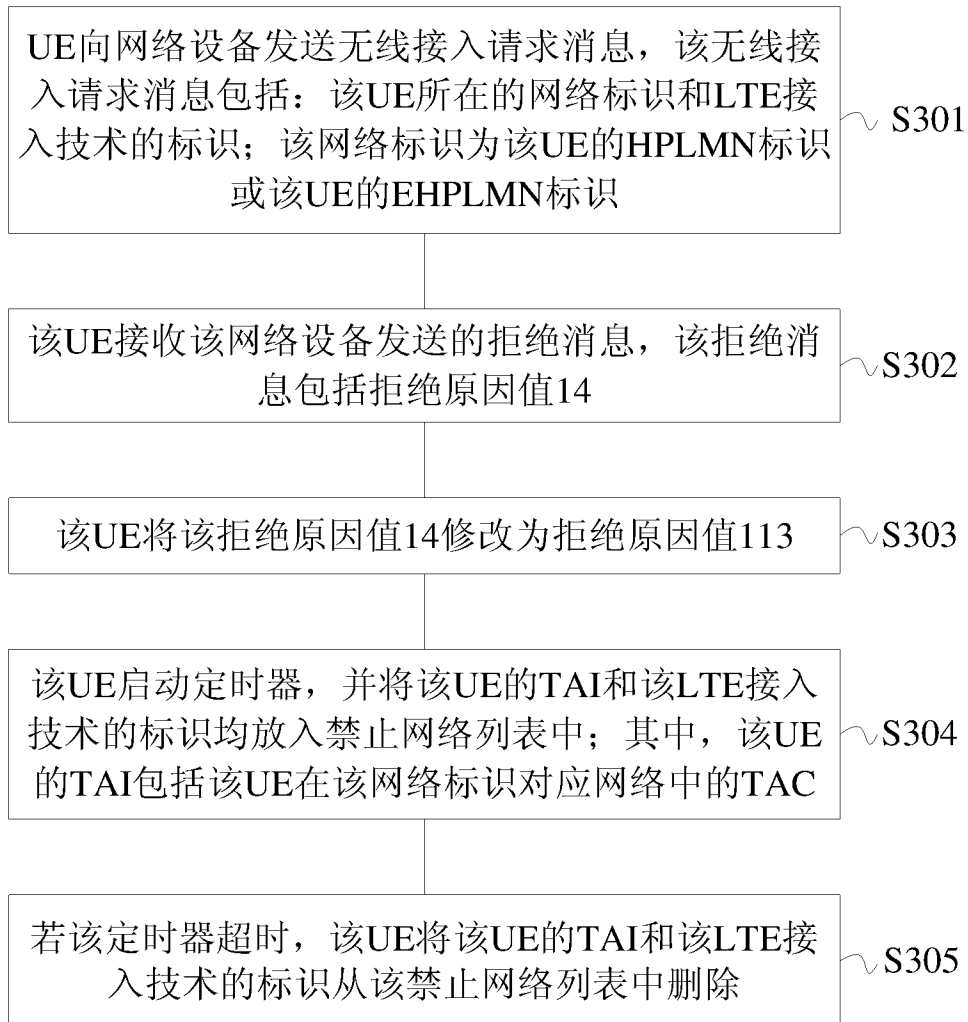 UE向网络设备发送无线接入请求消息，该无线接
入请求消息包括：该UE所在的网络标识和LTE接
入技术的标识；该网络标识为该UE的HPLMN标识
或该UE的EHPLMN标识
S301
该UE接收该网络设备发送的拒绝消息，该拒绝消
息包括拒绝原因值14
S302
该UE将该拒绝原因值14修改为拒绝原因值113
S303
该UE启动定时器，并将该UE的TAI和该LTE接入
技术的标识均放入禁止网络列表中；其中，该UE
的TAI包括该UE在该网络标识对应网络中的TAC
S304
若该定时器超时，该UE将该UE的TAI和该LTE接
入技术的标识从该禁止网络列表中删除
S305